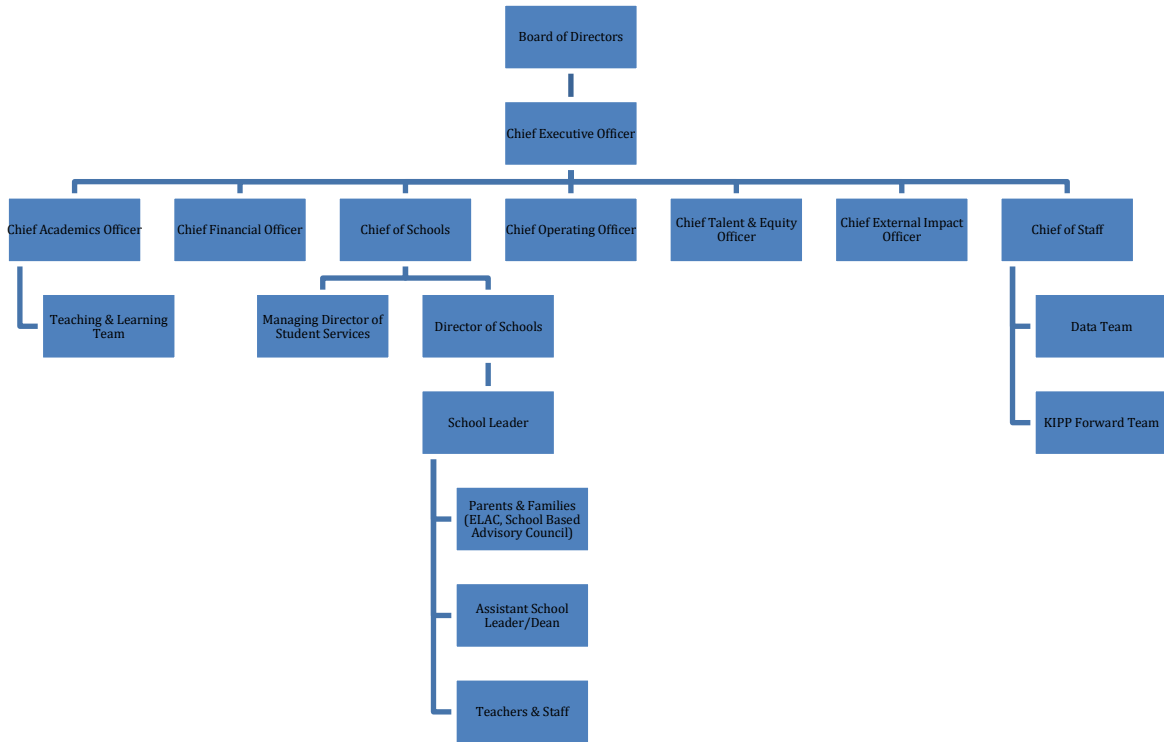 Board of Directors
Chief Executive Officer
Chief Academics Officer
Chief Financial Officer
Chief of Schools
Chief Operating Officer
Chief Talent & Equity
Officer
Chief External Impact
Officer
Chief of Staff
Teaching & Learning
Team
Managing Director of
Student Services
Director of Schools
Data Team
School Leader
KIPP Forward Team
Parents & Families
(ELAC, School Based
Advisory Council)
Assistant School
Leader/Dean
Teachers & Staff